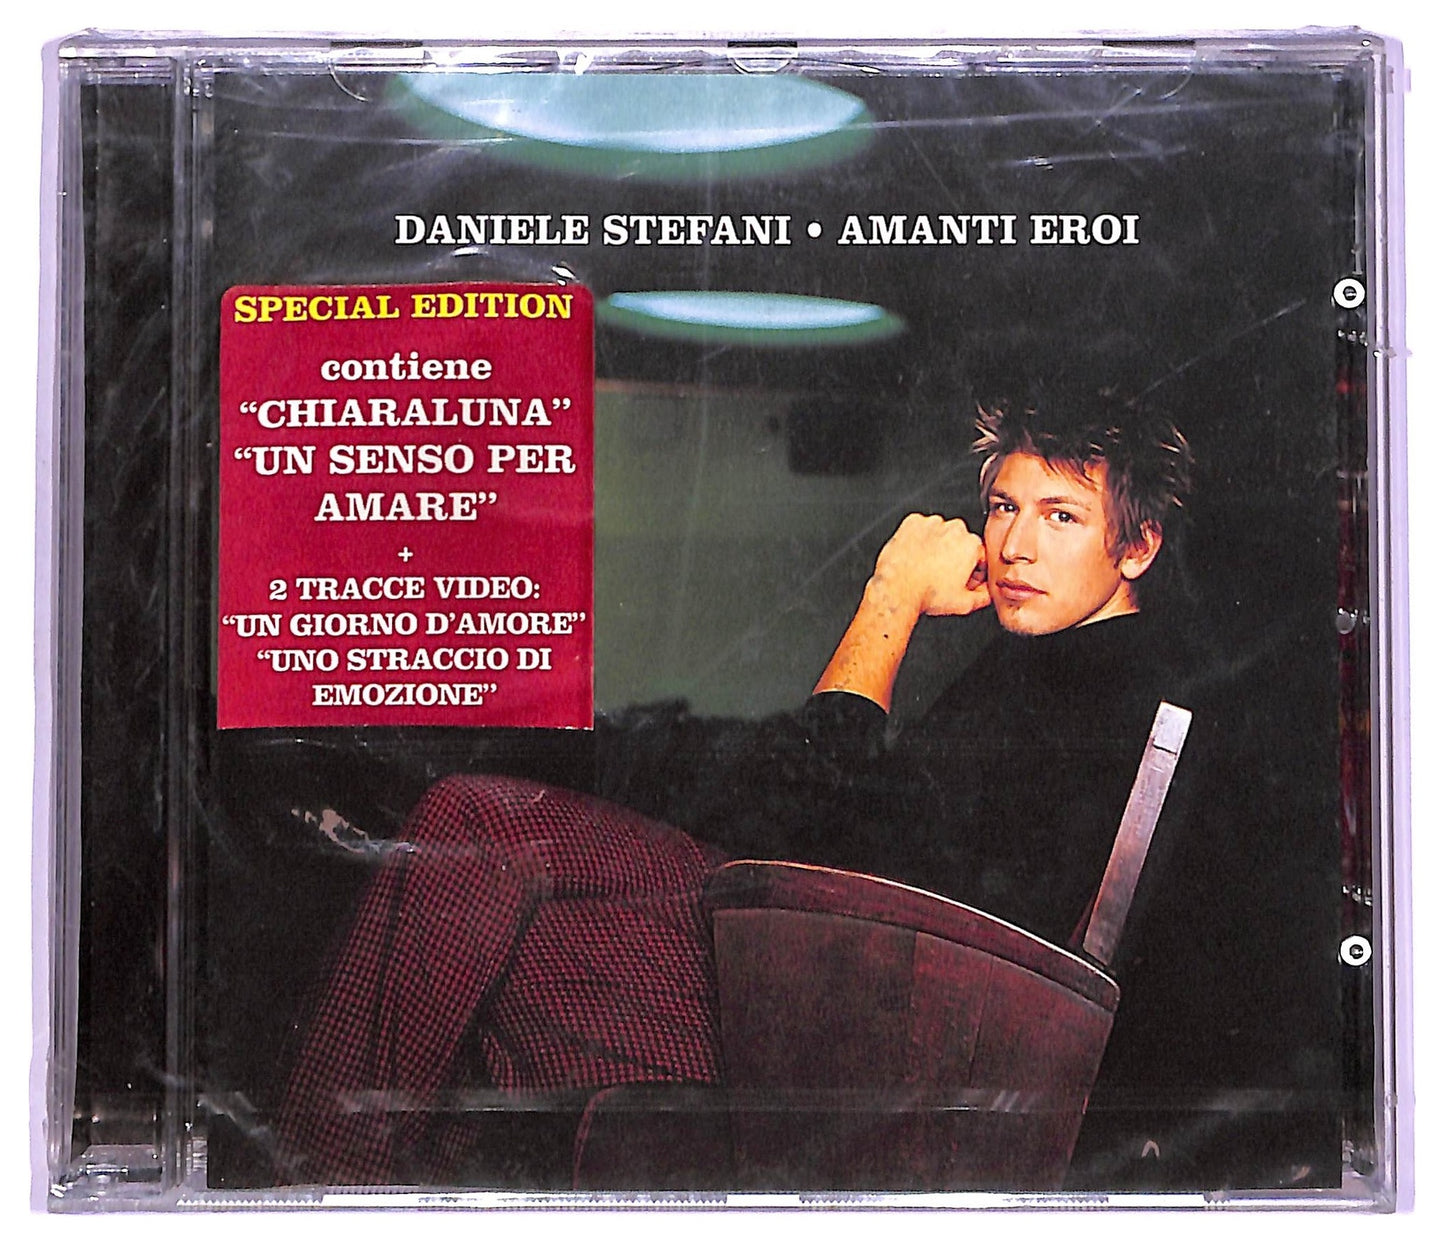 DANIELE STEFANI • AMANTI EROI
SPECIAL EDITION
contiene
“CHIARALUNA”
“UN SENSO PER
AMARE”
+
2 TRACCE VIDEO:
“UN GIORNO D’AMORE”
“UNO STRACCIO DI
EMOZIONE”